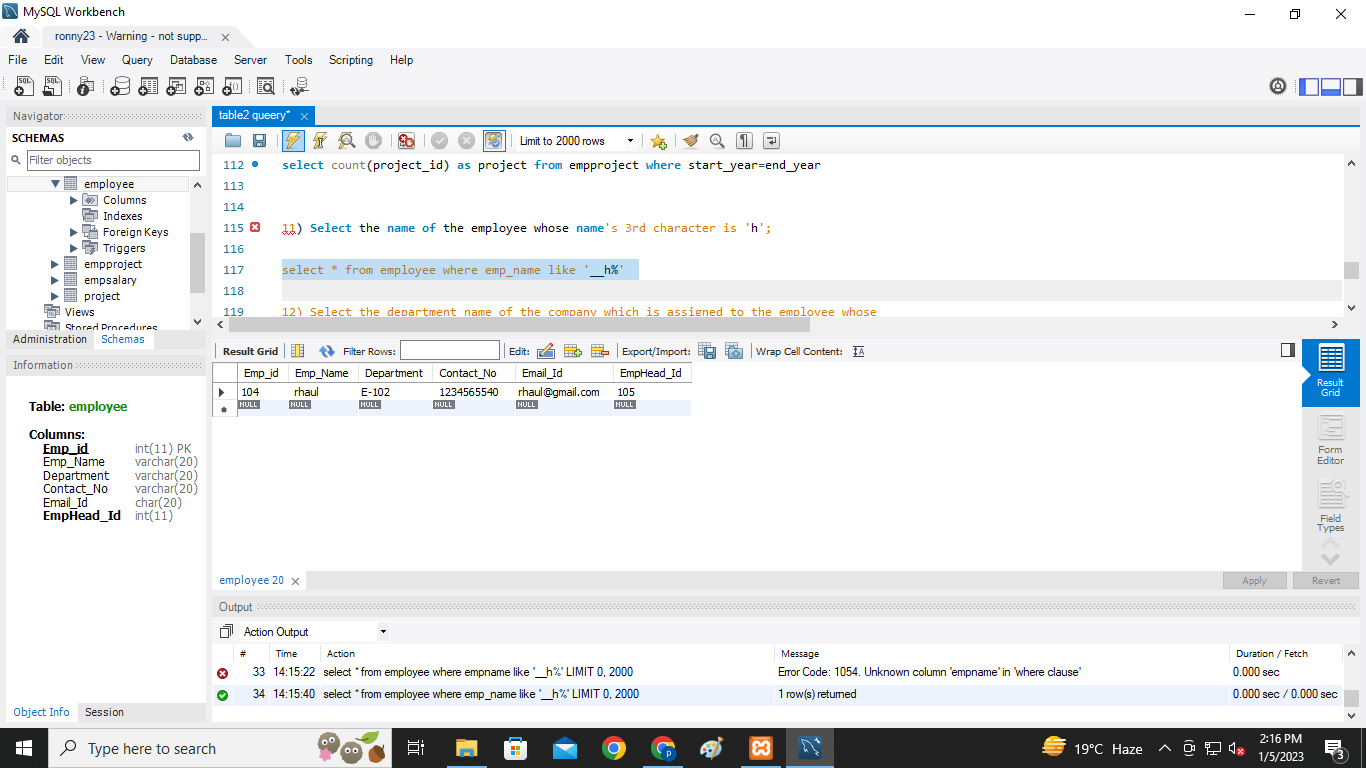 MySQL Workbench
ronny23 - Warning - not supp...
File Edit View Query Database Server Tools Scripting Help
Navigator
SCHEMAS
Filter objects
employee
Columns
Indexes
Foreign Keys
Triggers
empproject
empsalary
project
Views
Stored Procedures
Administration Schemas
Information
Table: employee
Columns:
Emp_id int(11) PK
Emp_Name varchar(20)
Department varchar(20)
Contact_No varchar(20)
Email_Id char(20)
EmpHead_Id int(11)
Object Info Session
table2 queery*
Limit to 2000 rows
112 select count(project_id) as project from empproject where start_year=end_year
113
114
115 11) Select the name of the employee whose name's 3rd character is 'h';
116
117 select * from employee where emp_name like '__h%'
118
119 12) Select the department name of the company which is assigned to the employee whose
Result Grid Filter Rows: Edit: Export/Import: Wrap Cell Content:
Emp_id Emp_Name Department Contact_No Email_Id EmpHead_Id
104 rhaul E-102 1234565540 rhaul@gmail.com 105
NULL NULL NULL NULL NULL NULL
Result Grid
Form Editor
Field Types
employee 20
Apply Revert
Output
Action Output
# Time Action Message Duration / Fetch
33 14:15:22 select * from employee where empname like '__h%' LIMIT 0, 2000 Error Code: 1054. Unknown column 'empname' in 'where clause' 0.000 sec
34 14:15:40 select * from employee where emp_name like '__h%' LIMIT 0, 2000 1 row(s) returned 0.000 sec / 0.000 sec
Type here to search
19°C Haze
2:16 PM
1/5/2023
3